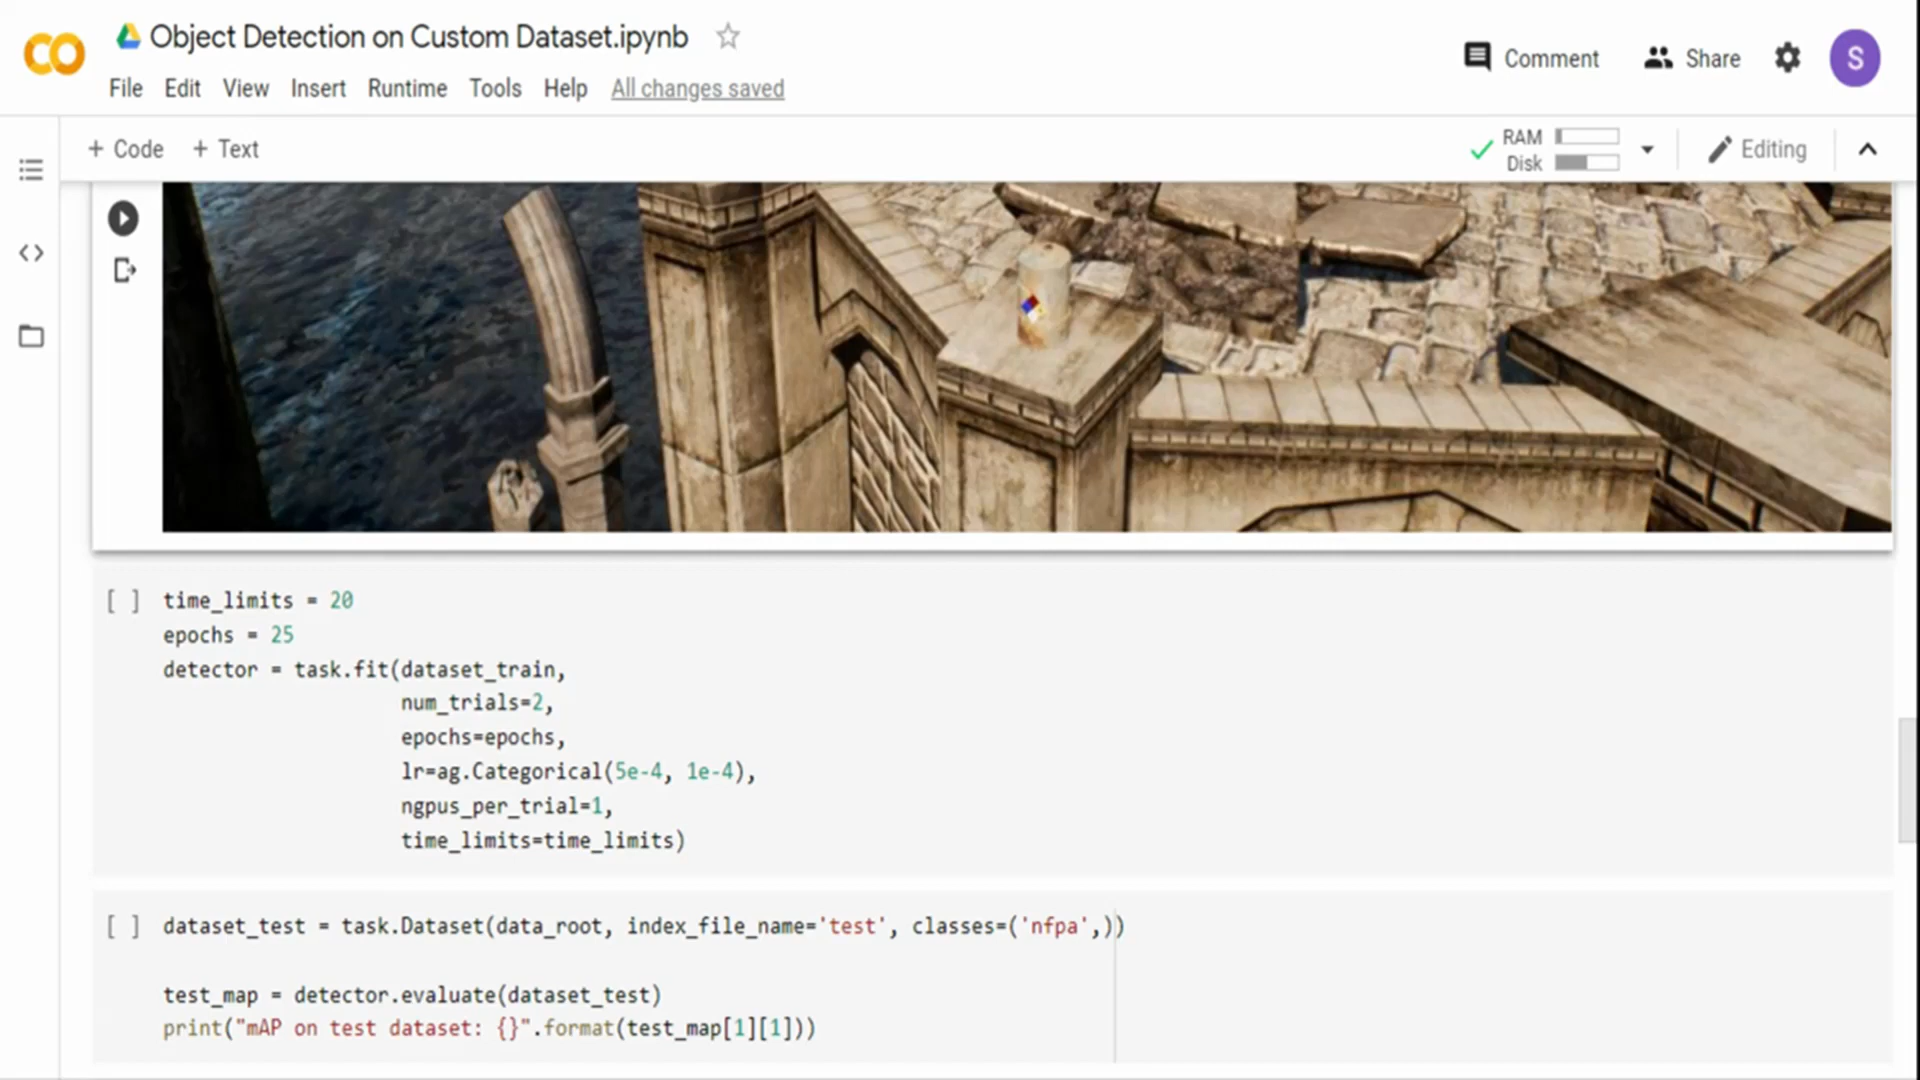 Object Detection on Custom Dataset.ipynb
File Edit View Insert Runtime Tools Help All changes saved
Comment Share S
+ Code + Text
RAM
Disk
Editing
[ ] time_limits = 20
epochs = 25
detector = task.fit(dataset_train,
num_trials=2,
epochs=epochs,
lr=ag.Categorical(5e-4, 1e-4),
ngpus_per_trial=1,
time_limits=time_limits)
[ ] dataset_test = task.Dataset(data_root, index_file_name='test', classes=('nfpa',))
test_map = detector.evaluate(dataset_test)
print("mAP on test dataset: {}".format(test_map[1][1]))